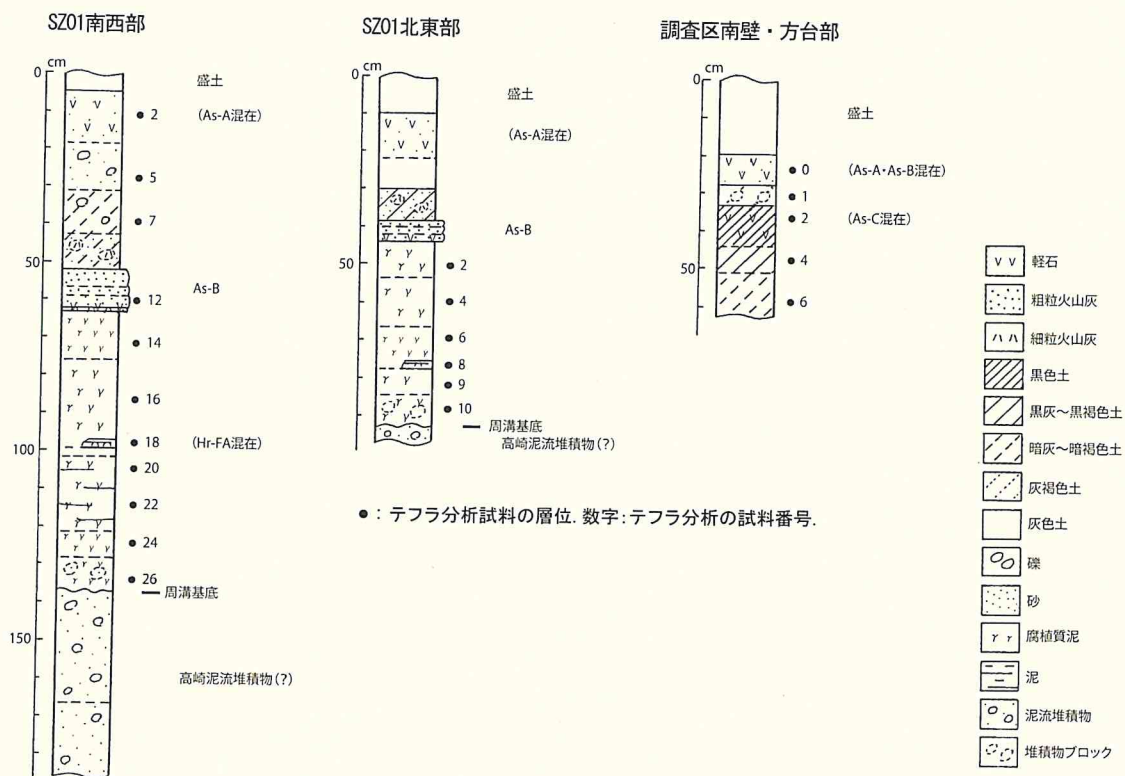 SZ01南西部
cm
0
盛土
2
(As-A混在)
5
7
50
As-B
12
14
16
100
18
(Hr-FA混在)
20
22
24
26
周溝基底
150
高崎泥流堆積物(?)
SZ01北東部
cm
0
盛土
(As-A混在)
As-B
50
2
4
6
8
9
10
周溝基底
100
高崎泥流堆積物(?)
調査区南壁・方台部
cm
0
盛土
0
(As-A・As-B混在)
1
2
(As-C混在)
4
50
6
●:テフラ分析試料の層位. 数字:テフラ分析の試料番号.
軽石
粗粒火山灰
細粒火山灰
黒色土
黒灰~黒褐色土
暗灰~暗褐色土
灰褐色土
灰色土
礫
砂
腐植質泥
泥
泥流堆積物
堆積物ブロック